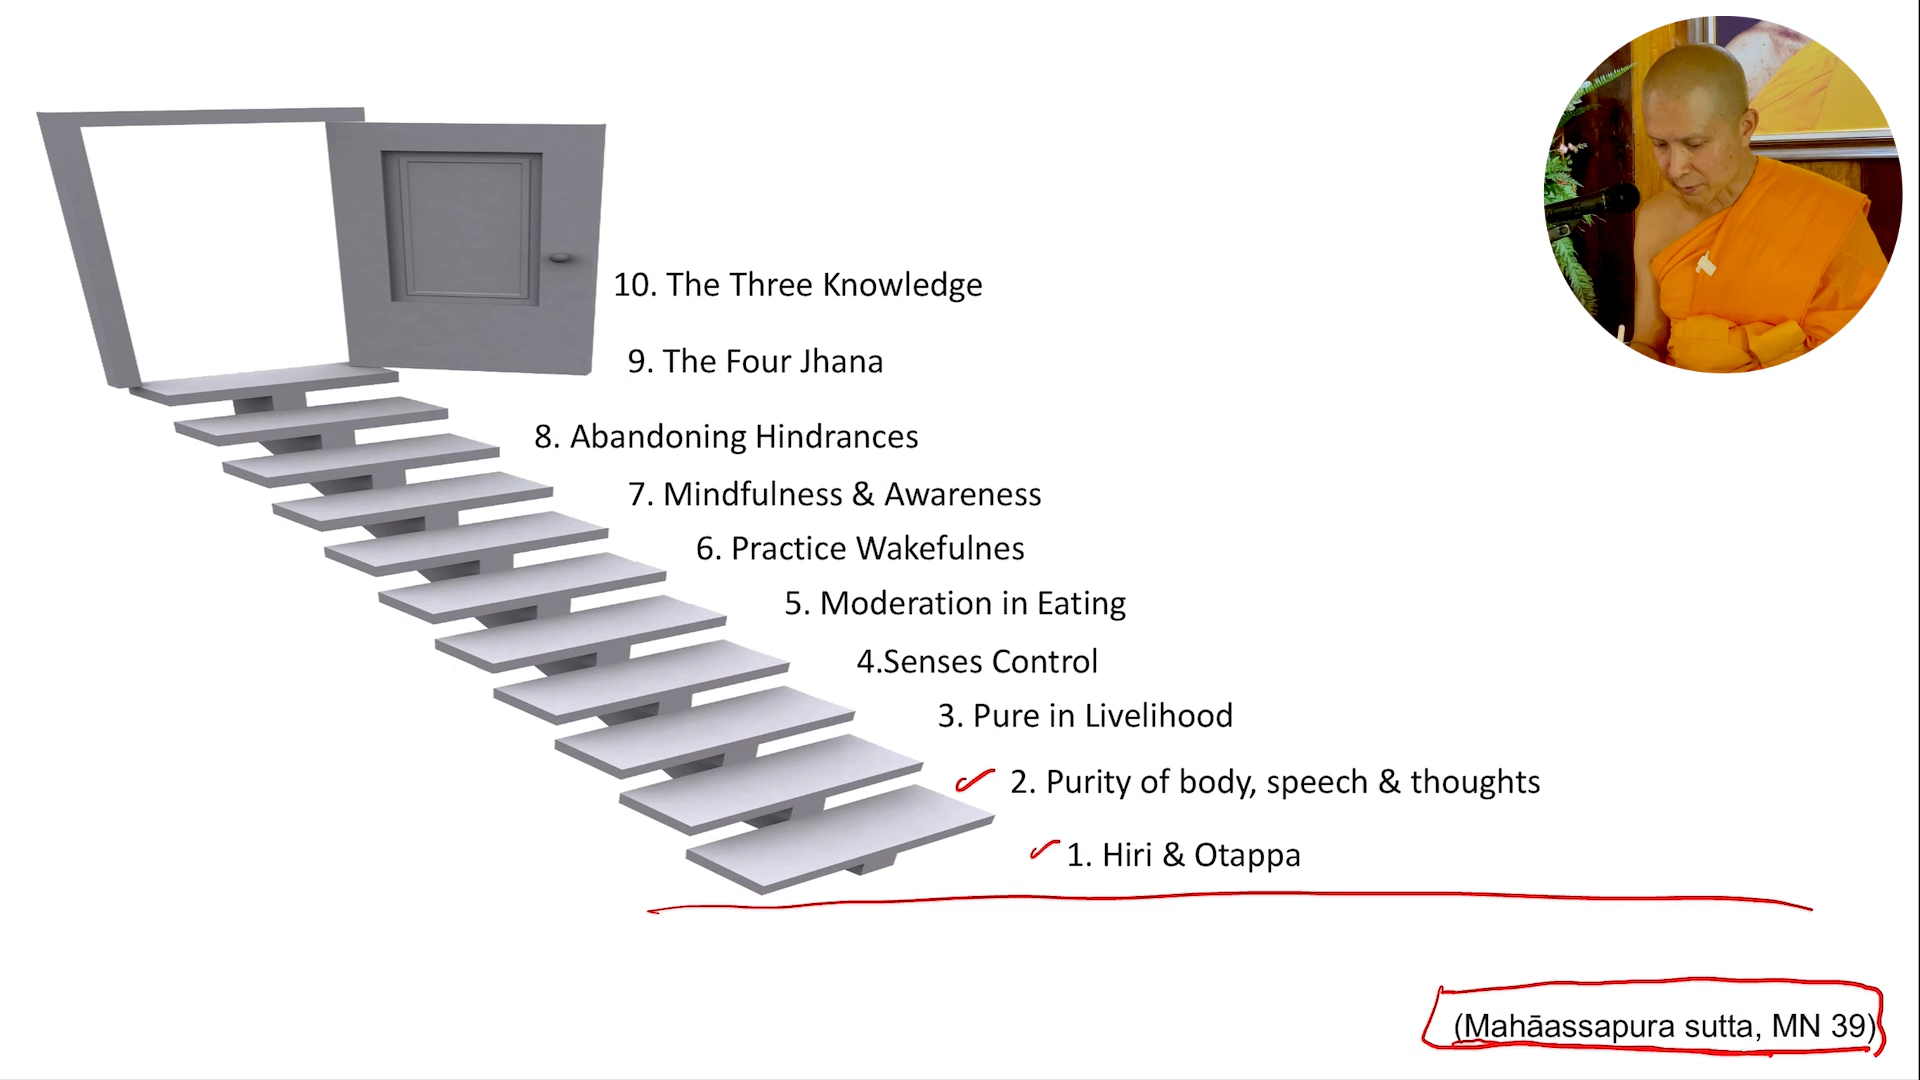 10. The Three Knowledge
9. The Four Jhana
8. Abandoning Hindrances
7. Mindfulness & Awareness
6. Practice Wakefulnes
5. Moderation in Eating
4.Senses Control
3. Pure in Livelihood
2. Purity of body, speech & thoughts
1. Hiri & Otappa
(Mahāassapura sutta, MN 39)